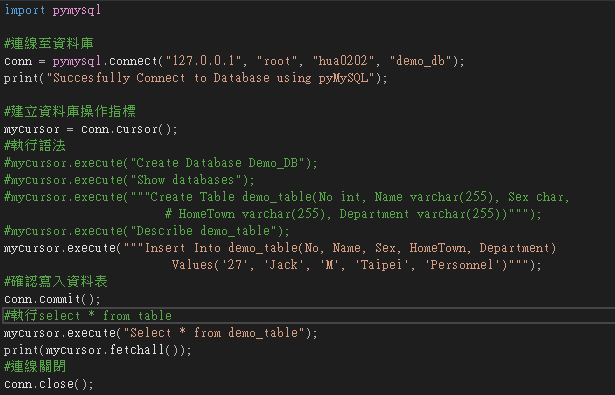 import pymysql
#連線至資料庫
conn = pymysql.connect("127.0.0.1", "root", "hua0202", "demo_db");
print("Succesfully Connect to Database using pyMySQL");
#建立資料庫操作指標
mycursor = conn.cursor();
#執行語法
#mycursor.execute("Create Database Demo_DB");
#mycursor.execute("Show databases");
#mycursor.execute("""Create Table demo_table(No int, Name varchar(255), Sex char,
# HomeTown varchar(255), Department varchar(255))""");
#mycursor.execute("Describe demo_table");
mycursor.execute("""Insert Into demo_table(No, Name, Sex, HomeTown, Department)
Values('27', 'Jack', 'M', 'Taipei', 'Personnel')""");
#確認寫入資料表
conn.commit();
#執行select * from table
mycursor.execute("Select * from demo_table");
print(mycursor.fetchall());
#連線關閉
conn.close();